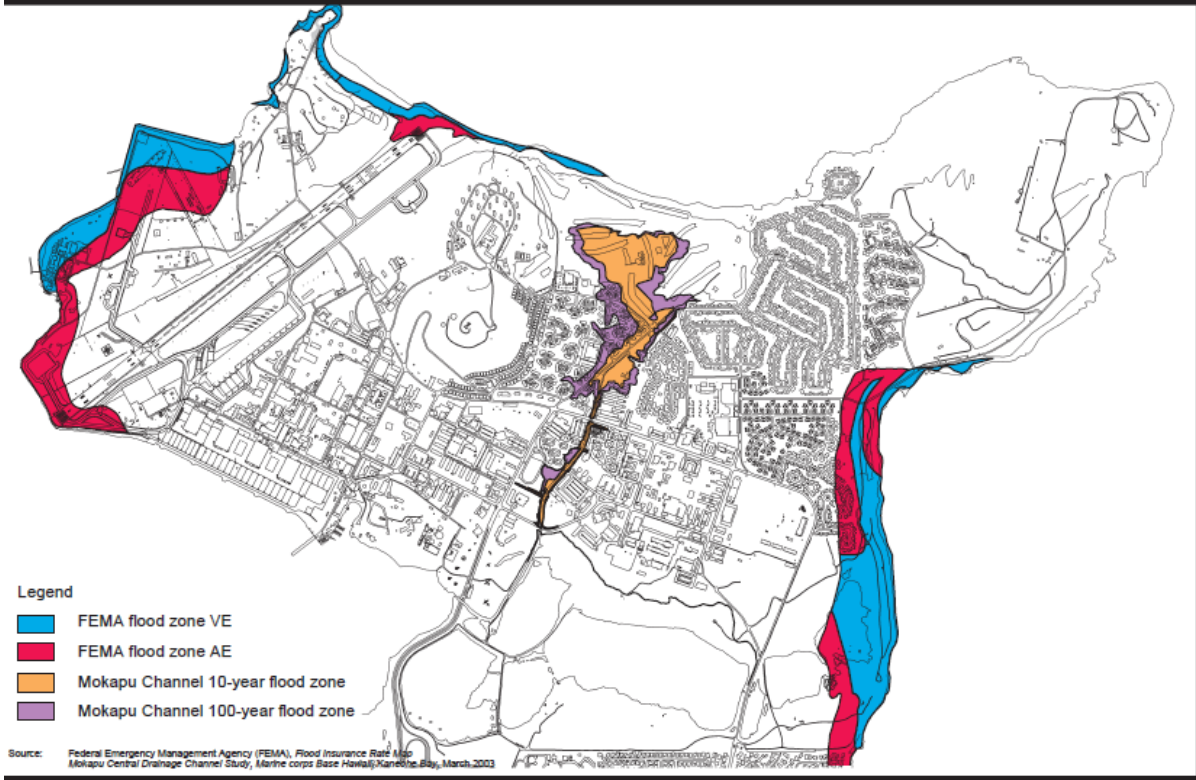 Legend
FEMA flood zone VE
FEMA flood zone AE
Mokapu Channel 10-year flood zone
Mokapu Channel 100-year flood zone
Source: Federal Emergency Management Agency (FEMA), Flood Insurance Rate Map
Mokapu Central Drainage Channel Study, Marine corps Base Hawaii, Kaneohe Bay, March 2003